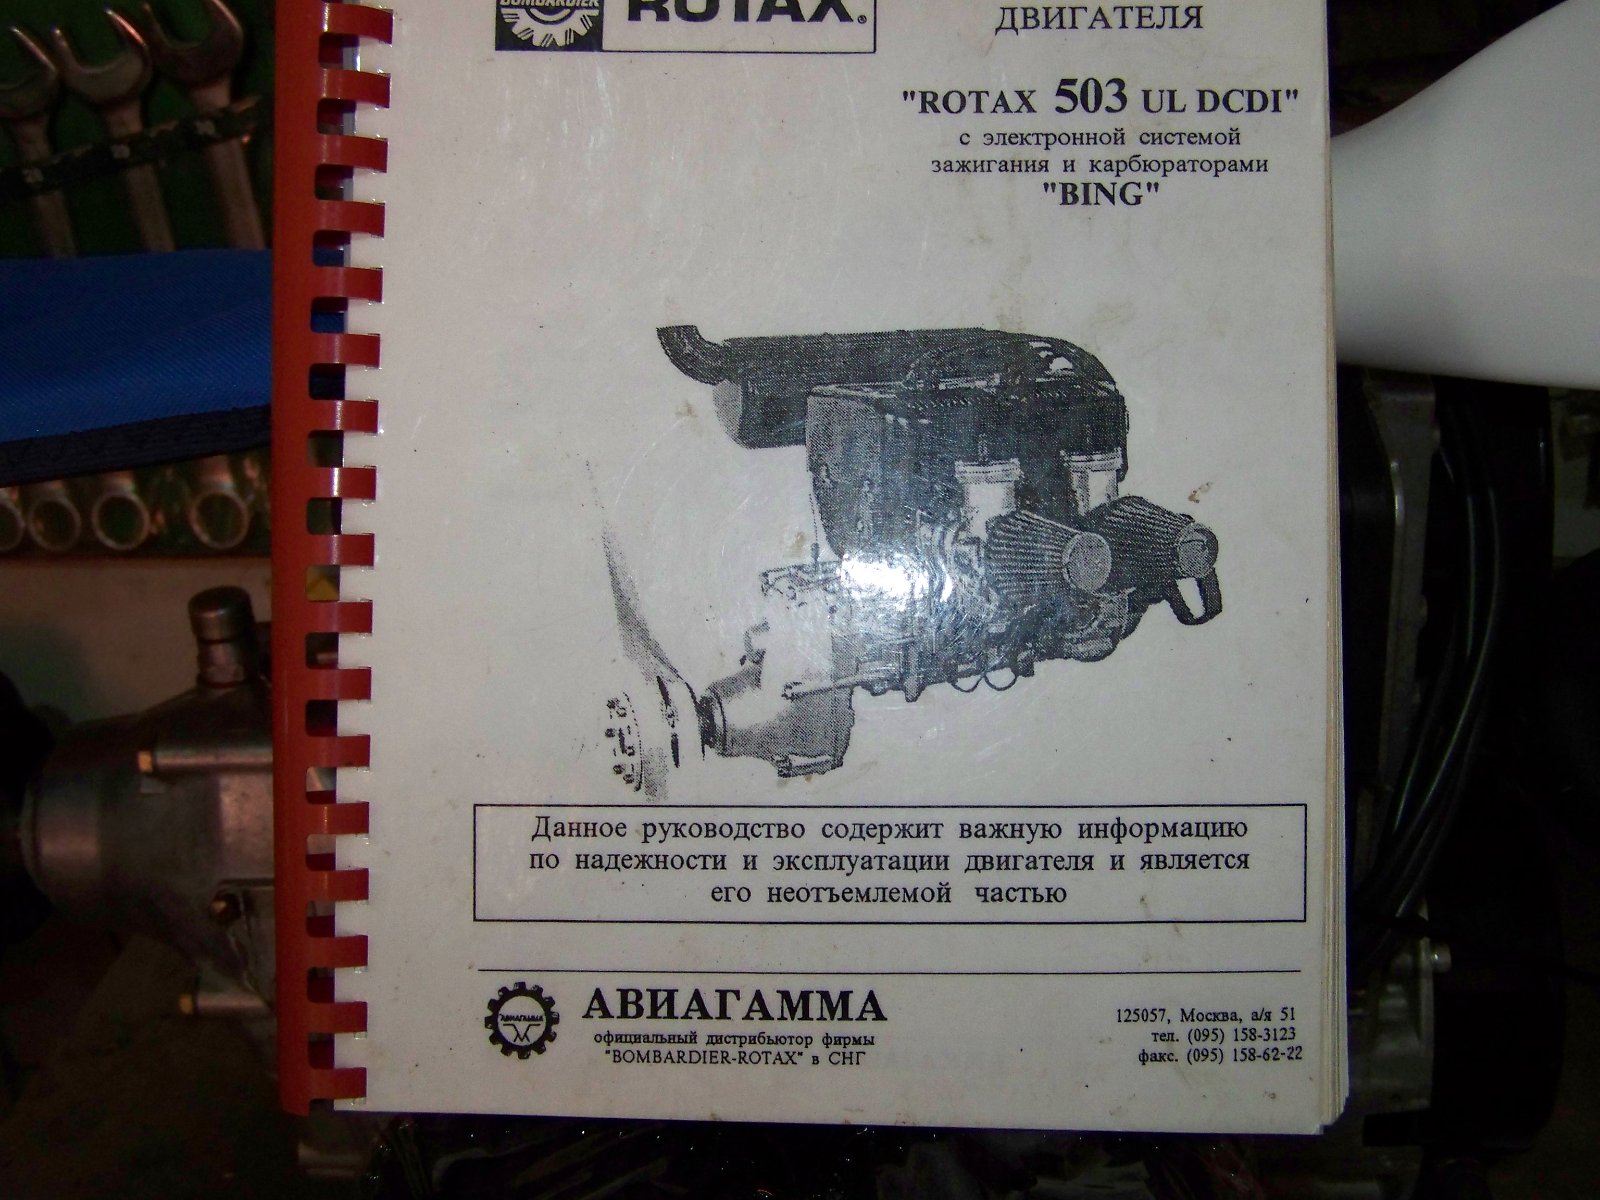 BOMBARDIER
ROTAX®
ДВИГАТЕЛЯ
"ROTAX 503 UL DCDI"
с электронной системой
зажигания и карбюраторами
"BING"
Данное руководство содержит важную информацию
по надежности и эксплуатации двигателя и является
его неотъемлемой частью
АВИАГАММА
АВИАГАММА
официальный дистрибьютор фирмы
"BOMBARDIER-ROTAX" в СНГ
125057, Москва, а/я 51
тел. (095) 158-3123
факс. (095) 158-62-22